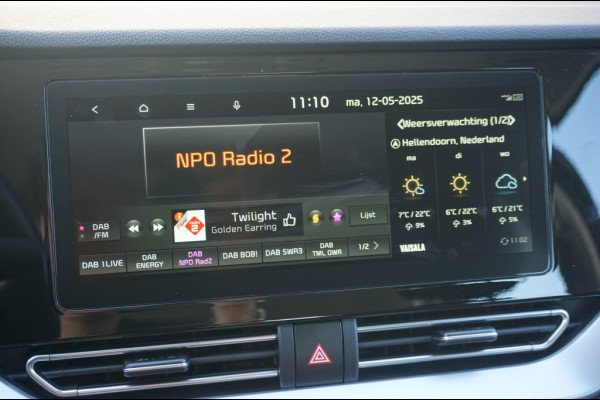 11:10 ma, 12-05-2025
NPO Radio 2
DAB
/FM
Twilight
Golden Earring
Lijst
DAB 1LIVE
DAB
ENERGY
DAB
NPO Rad2
DAB BOB!
DAB SWR3
DAB
TML OWR
1/2 >
Weersverwachting (1/2)
Hellendoorn, Nederland
ma di wo
7°C / 22°C 6°C / 22°C 6°C / 21°C
9% 3% 5%
VAISALA
11:02